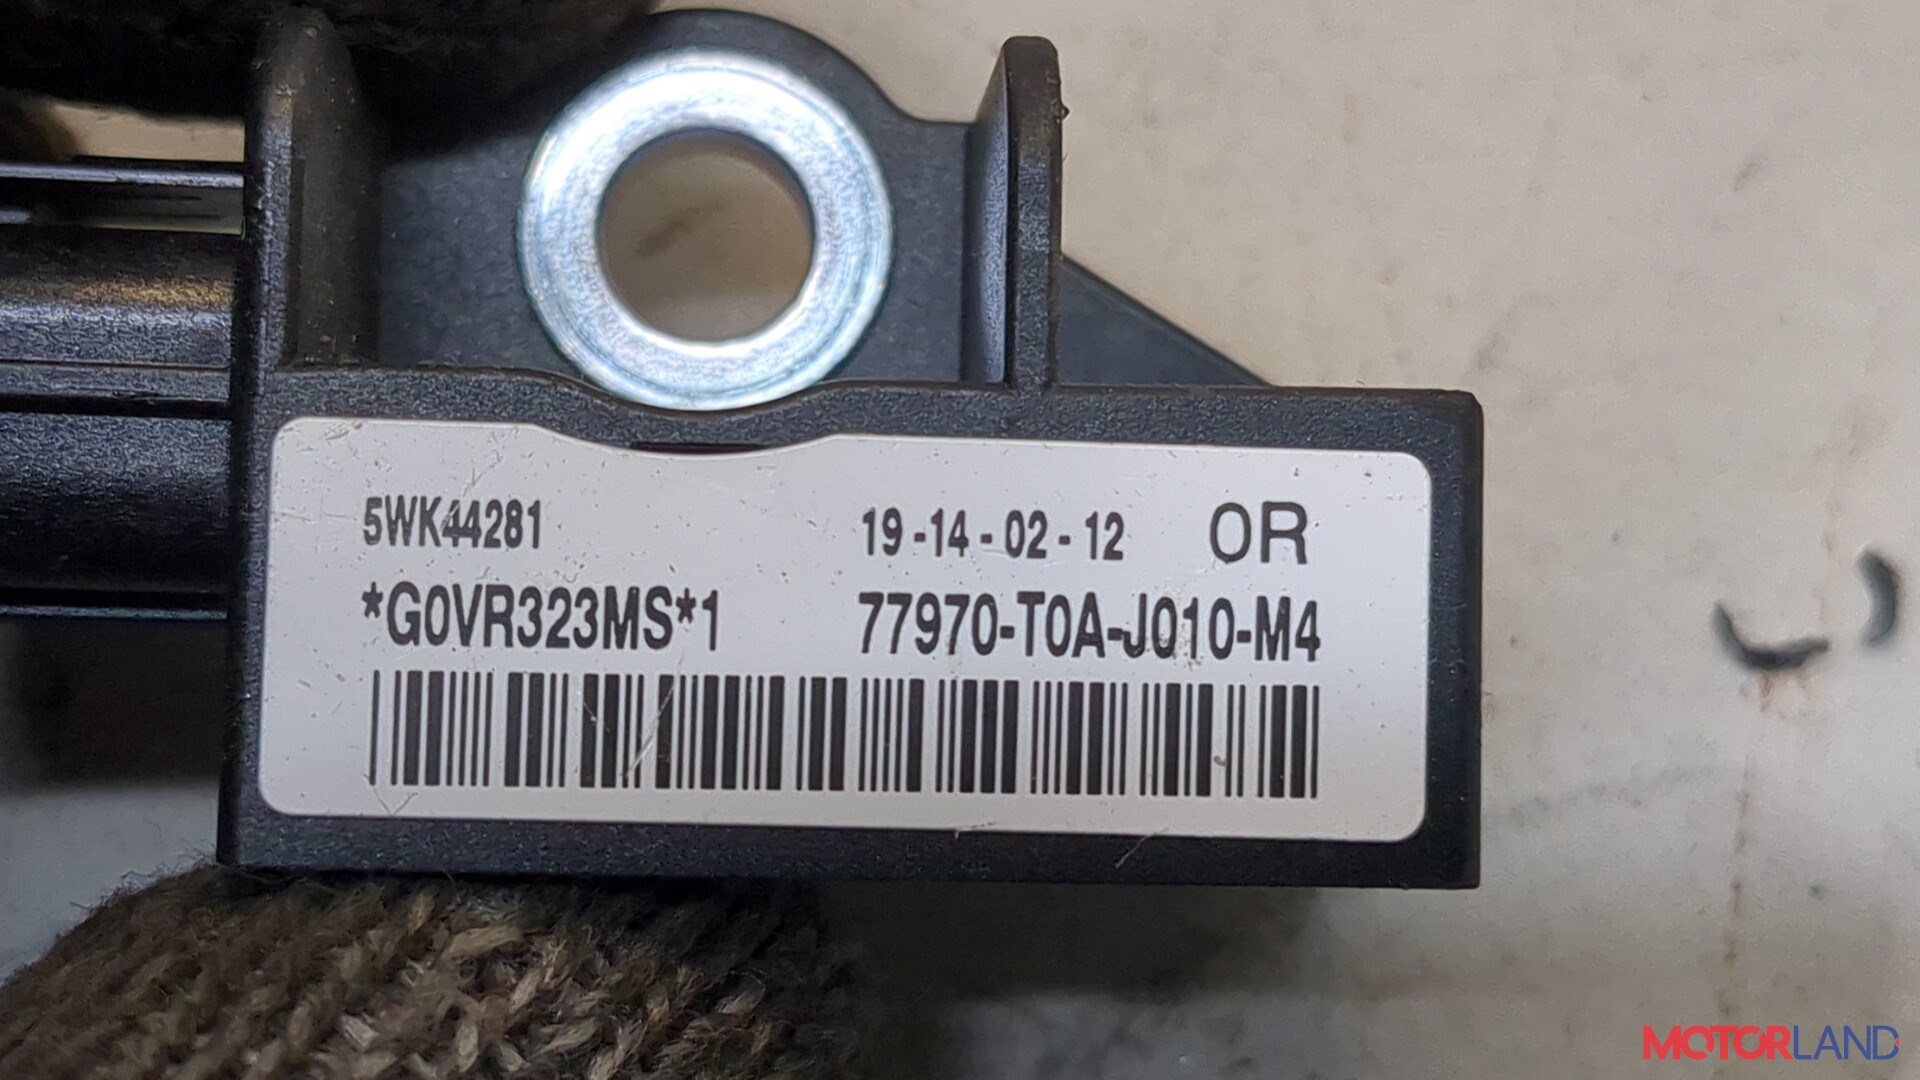 5WK44281 19-14-02-12 OR
*G0VR323MS*1 77970-T0A-J010-M4
MOTORLAND